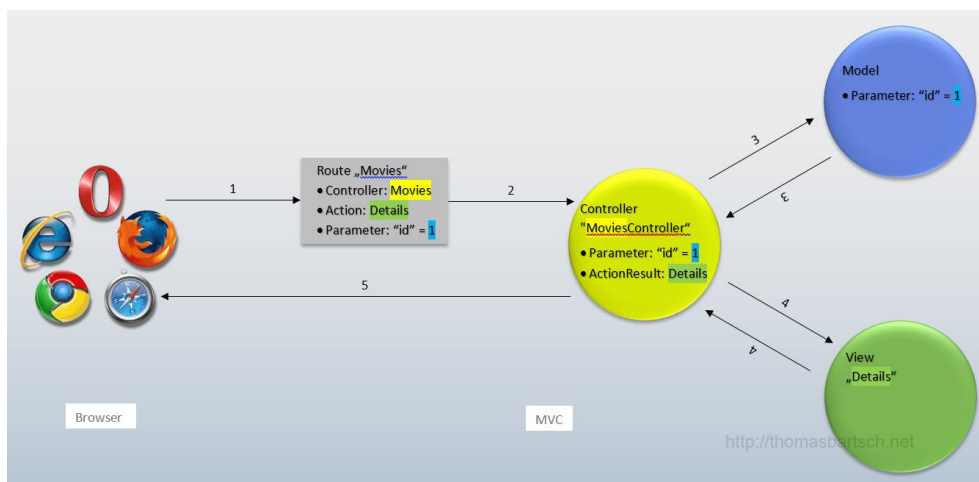 Model
• Parameter: “id” = 1
3
3
Route „Movies“
• Controller: Movies
• Action: Details
• Parameter: “id” = 1
1
2
Controller
"MoviesController“
• Parameter: “id” = 1
• ActionResult: Details
5
4
4
View
„Details“
Browser
MVC
http://thomasbartsch.net